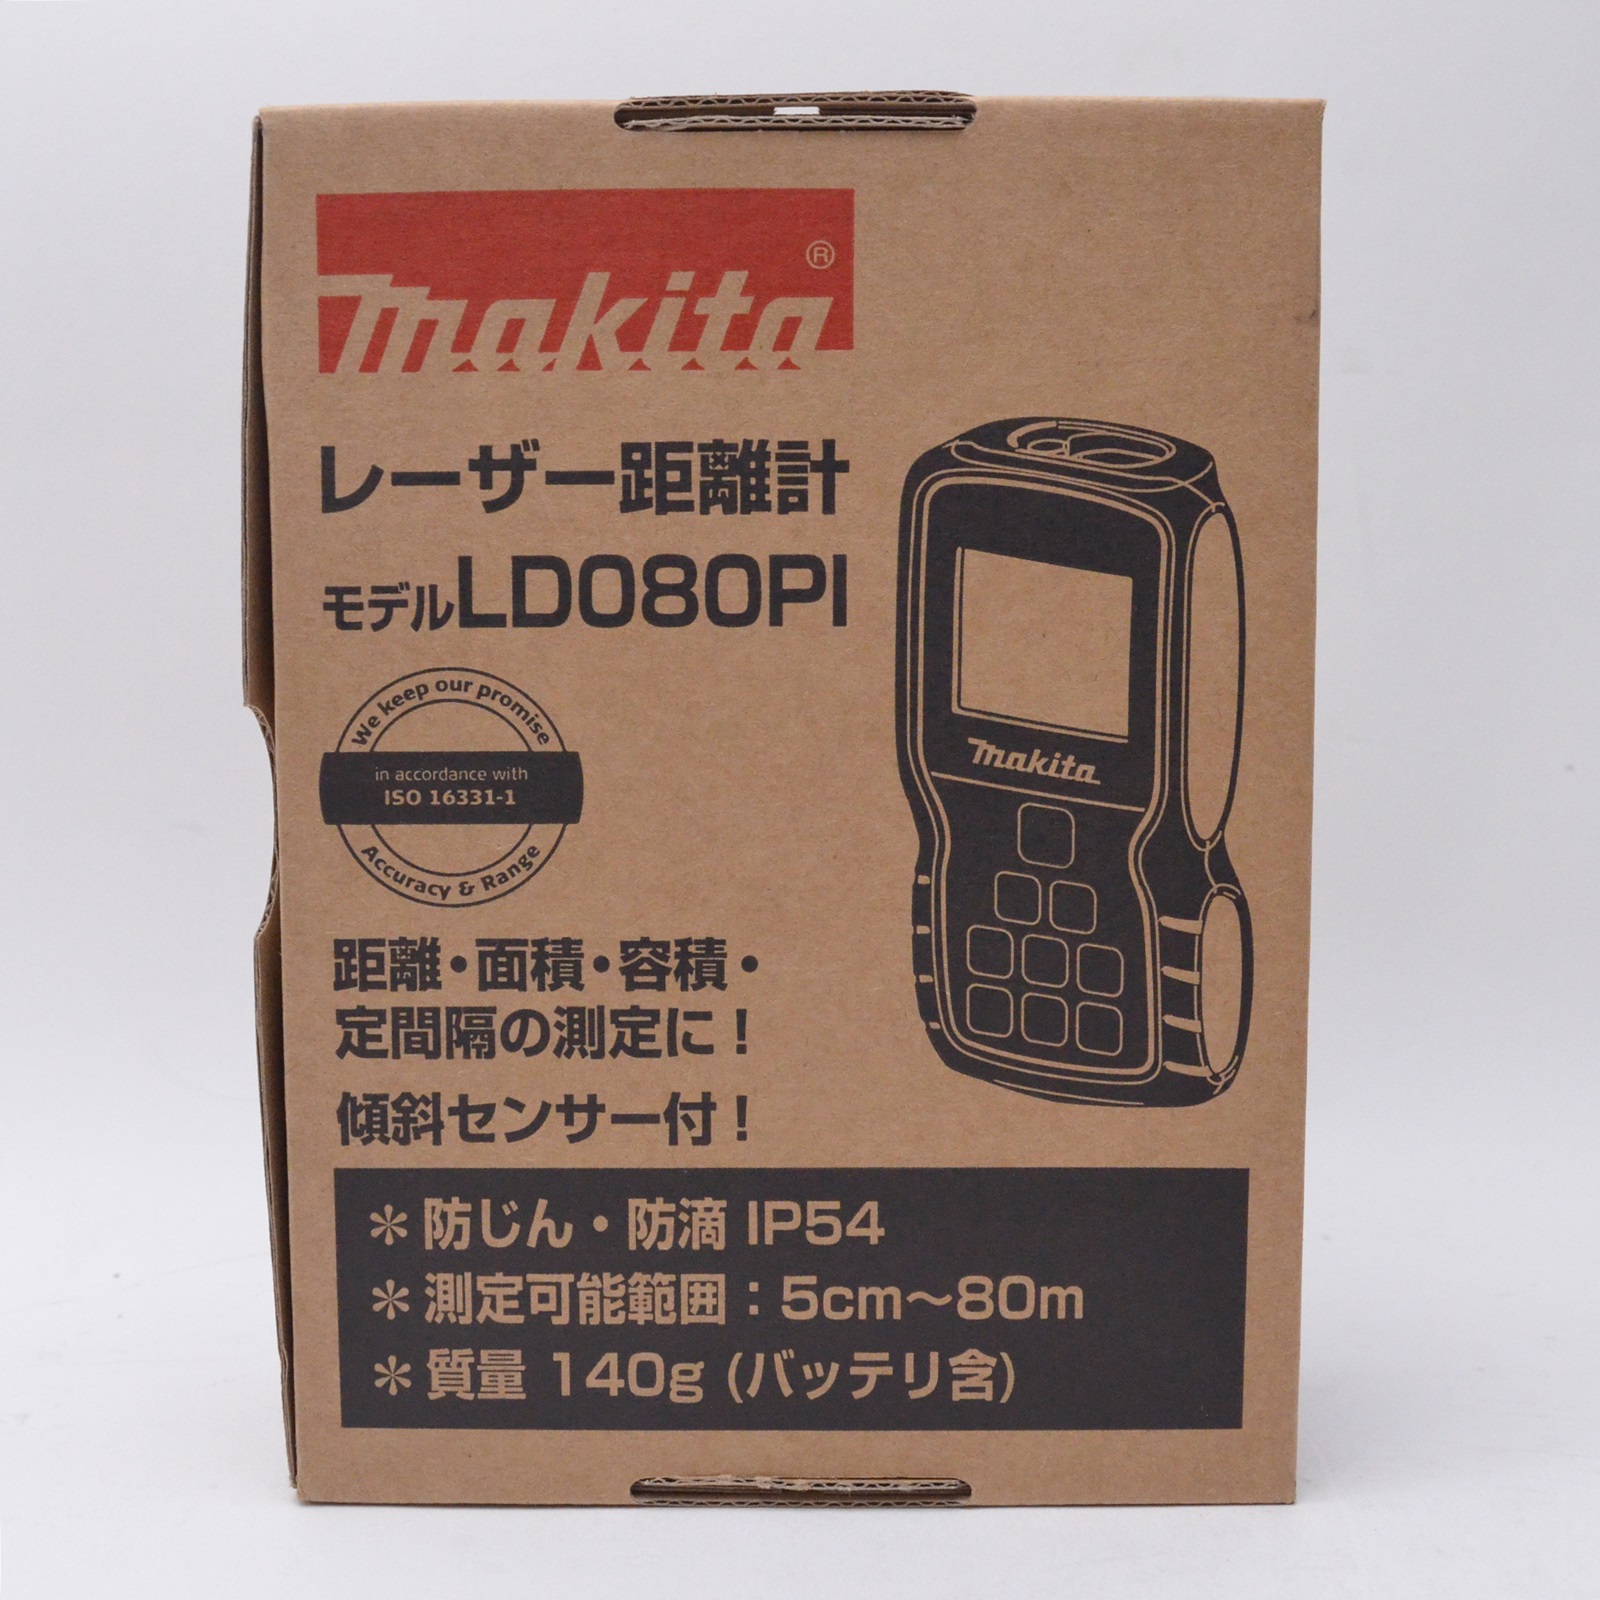 makita®
レーザー距離計
モデルLD080PI
We keep our promise
in accordance with
ISO 16331-1
Accuracy & Range
makita
距離・面積・容積・
定間隔の測定に！
傾斜センサー付！
＊防じん・防滴 IP54
＊測定可能範囲：5cm～80m
＊質量 140g (バッテリ含)